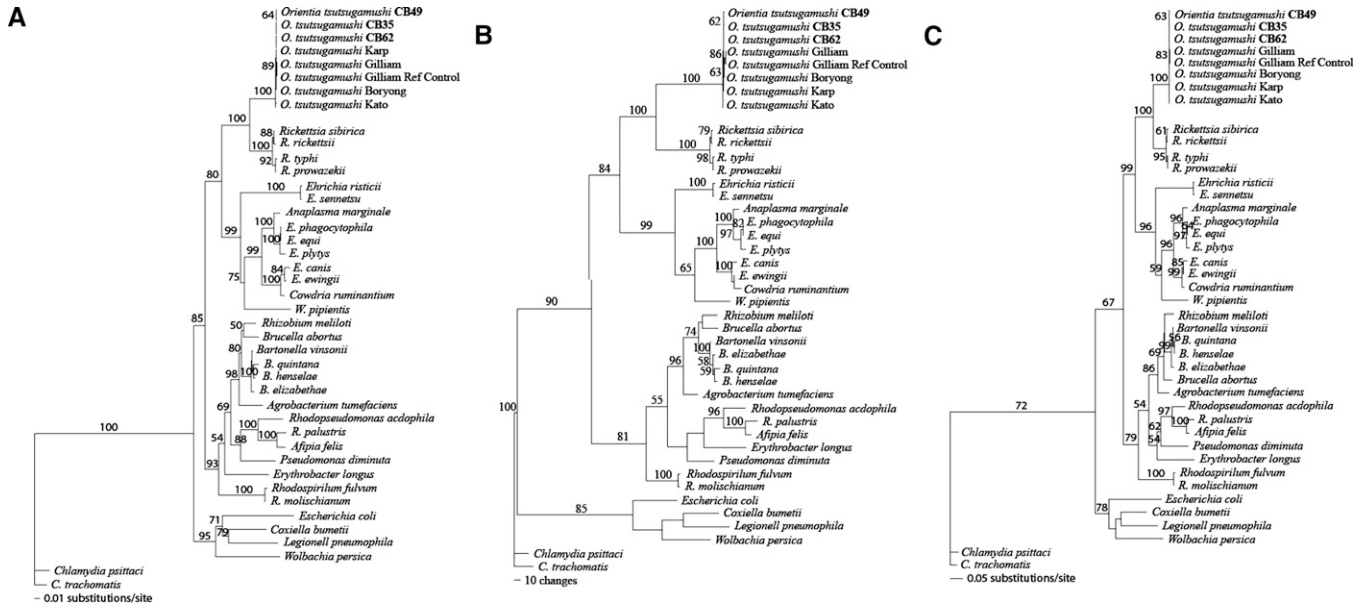 A
64
Orientia tsutsugamushi CB49
O. tsutsugamushi CB35
O. tsutsugamushi CB62
O. tsutsugamushi Karp
89
O. tsutsugamushi Gilliam
O. tsutsugamushi Gilliam Ref Control
100
O. tsutsugamushi Boryong
O. tsutsugamushi Kato
100
88
Rickettsia sibirica
100
R. rickettsii
92
R. typhi
R. prowazekii
80
100
Ehrichia risticii
E. sennetsu
Anaplasma marginale
100
E. phagocytophila
99
100
E. equi
99
E. plytys
84
E. canis
75
100
E. ewingii
Cowdria ruminantium
W. pipientis
85
50
Rhizobium meliloti
Brucella abortus
80
Bartonella vinsonii
B. quintana
98
100
B. henselae
B. elizabethae
Agrobacterium tumefaciens
69
Rhodopseudomonas acdophila
100
R. palustris
100
54
88
100
Afipia felis
Pseudomonas diminuta
93
Erythrobacter longus
100
Rhodospirilum fulvum
R. molischianum
71
Escherichia coli
79
Coxiella bumetii
95
Legionell pneumophila
Wolbachia persica
Chlamydia psittaci
C. trachomatis
0.01 substitutions/site
B
62
Orientia tsutsugamushi CB49
O. tsutsugamushi CB35
O. tsutsugamushi CB62
86
O. tsutsugamushi Gilliam
O. tsutsugamushi Gilliam Ref Control
63
O. tsutsugamushi Boryong
100
O. tsutsugamushi Karp
O. tsutsugamushi Kato
100
79
Rickettsia sibirica
R. rickettsii
100
98
R. typhi
R. prowazekii
84
100
Ehrichia risticii
E. sennetsu
Anaplasma marginale
100
82
E. phagocytophila
99
97
E. equi
100
E. plytys
E. canis
65
100
E. ewingii
Cowdria ruminantium
W. pipientis
90
Rhizobium meliloti
74
Brucella abortus
Bartonella vinsonii
100
B. elizabethae
96
58
B. quintana
59
B. henselae
Agrobacterium tumefaciens
55
96
Rhodopseudomonas acdophila
100
R. palustris
100
Afipia felis
81
Erythrobacter longus
Pseudomonas diminuta
100
Rhodospirilum fulvum
R. molischianum
Escherichia coli
85
Coxiella bumetii
Legionell pneumophila
Wolbachia persica
Chlamydia psittaci
C. trachomatis
10 changes
C
63
Orientia tsutsugamushi CB49
O. tsutsugamushi CB35
O. tsutsugamushi CB62
83
O. tsutsugamushi Gilliam
O. tsutsugamushi Gilliam Ref Control
100
O. tsutsugamushi Boryong
O. tsutsugamushi Karp
O. tsutsugamushi Kato
100
61
Rickettsia sibirica
R. rickettsii
95
R. typhi
99
R. prowazekii
Ehrichia risticii
E. sennetsu
Anaplasma marginale
96
64
E. phagocytophila
96
97
E. equi
96
E. plytys
85
E. canis
59
99
E. ewingii
Cowdria ruminantium
W. pipientis
67
Rhizobium meliloti
Bartonella vinsonii
56
B. quintana
69
99
B. henselae
B. elizabethae
86
Brucella abortus
Agrobacterium tumefaciens
54
97
Rhodopseudomonas acdophila
72
62
100
R. palustris
Afipia felis
79
54
Pseudomonas diminuta
Erythrobacter longus
100
Rhodospirilum fulvum
R. molischianum
78
Escherichia coli
Coxiella bumetii
Legionell pneumophila
Wolbachia persica
Chlamydia psittaci
C. trachomatis
0.05 substitutions/site